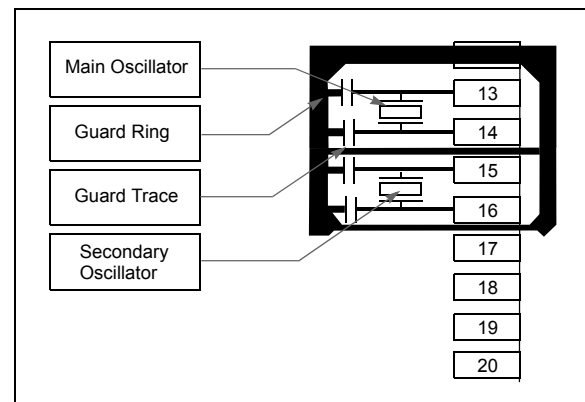 Main Oscillator
Guard Ring
Guard Trace
Secondary
Oscillator
13
14
15
16
17
18
19
20